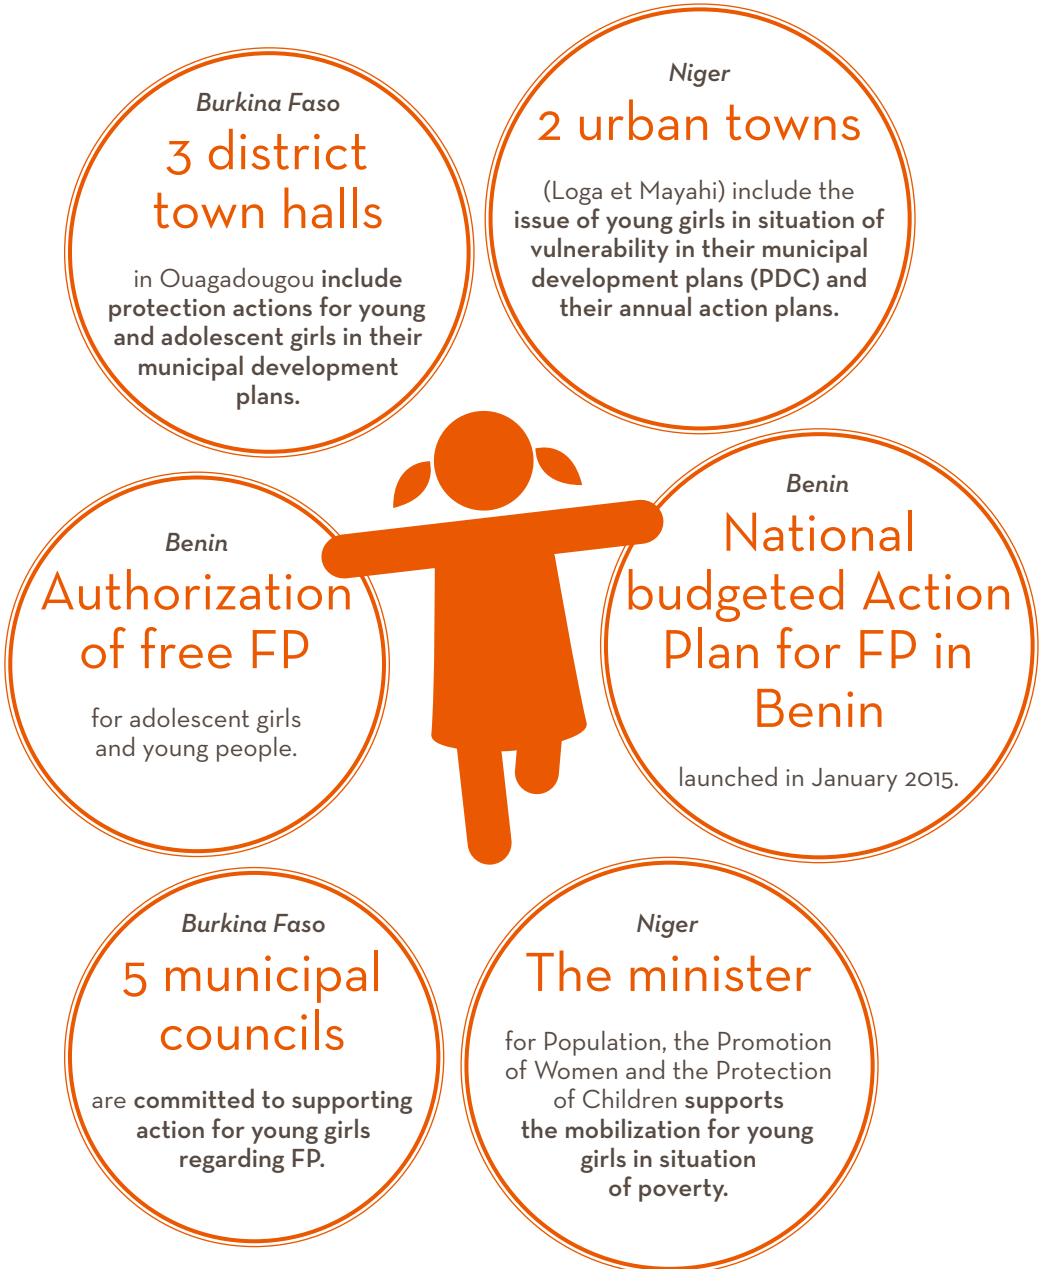 Burkina Faso
3 district
town halls
in Ouagadougou include
protection actions for young
and adolescent girls in their
municipal development
plans.
Niger
2 urban towns
(Loga et Mayahi) include the
issue of young girls in situation of
vulnerability in their municipal
development plans (PDC) and
their annual action plans.
Benin
Authorization
of free FP
for adolescent girls
and young people.
Benin
National
budgeted Action
Plan for FP in
Benin
launched in January 2015.
Burkina Faso
5 municipal
councils
are committed to supporting
action for young girls
regarding FP.
Niger
The minister
for Population, the Promotion
of Women and the Protection
of Children supports
the mobilization for young
girls in situation
of poverty.